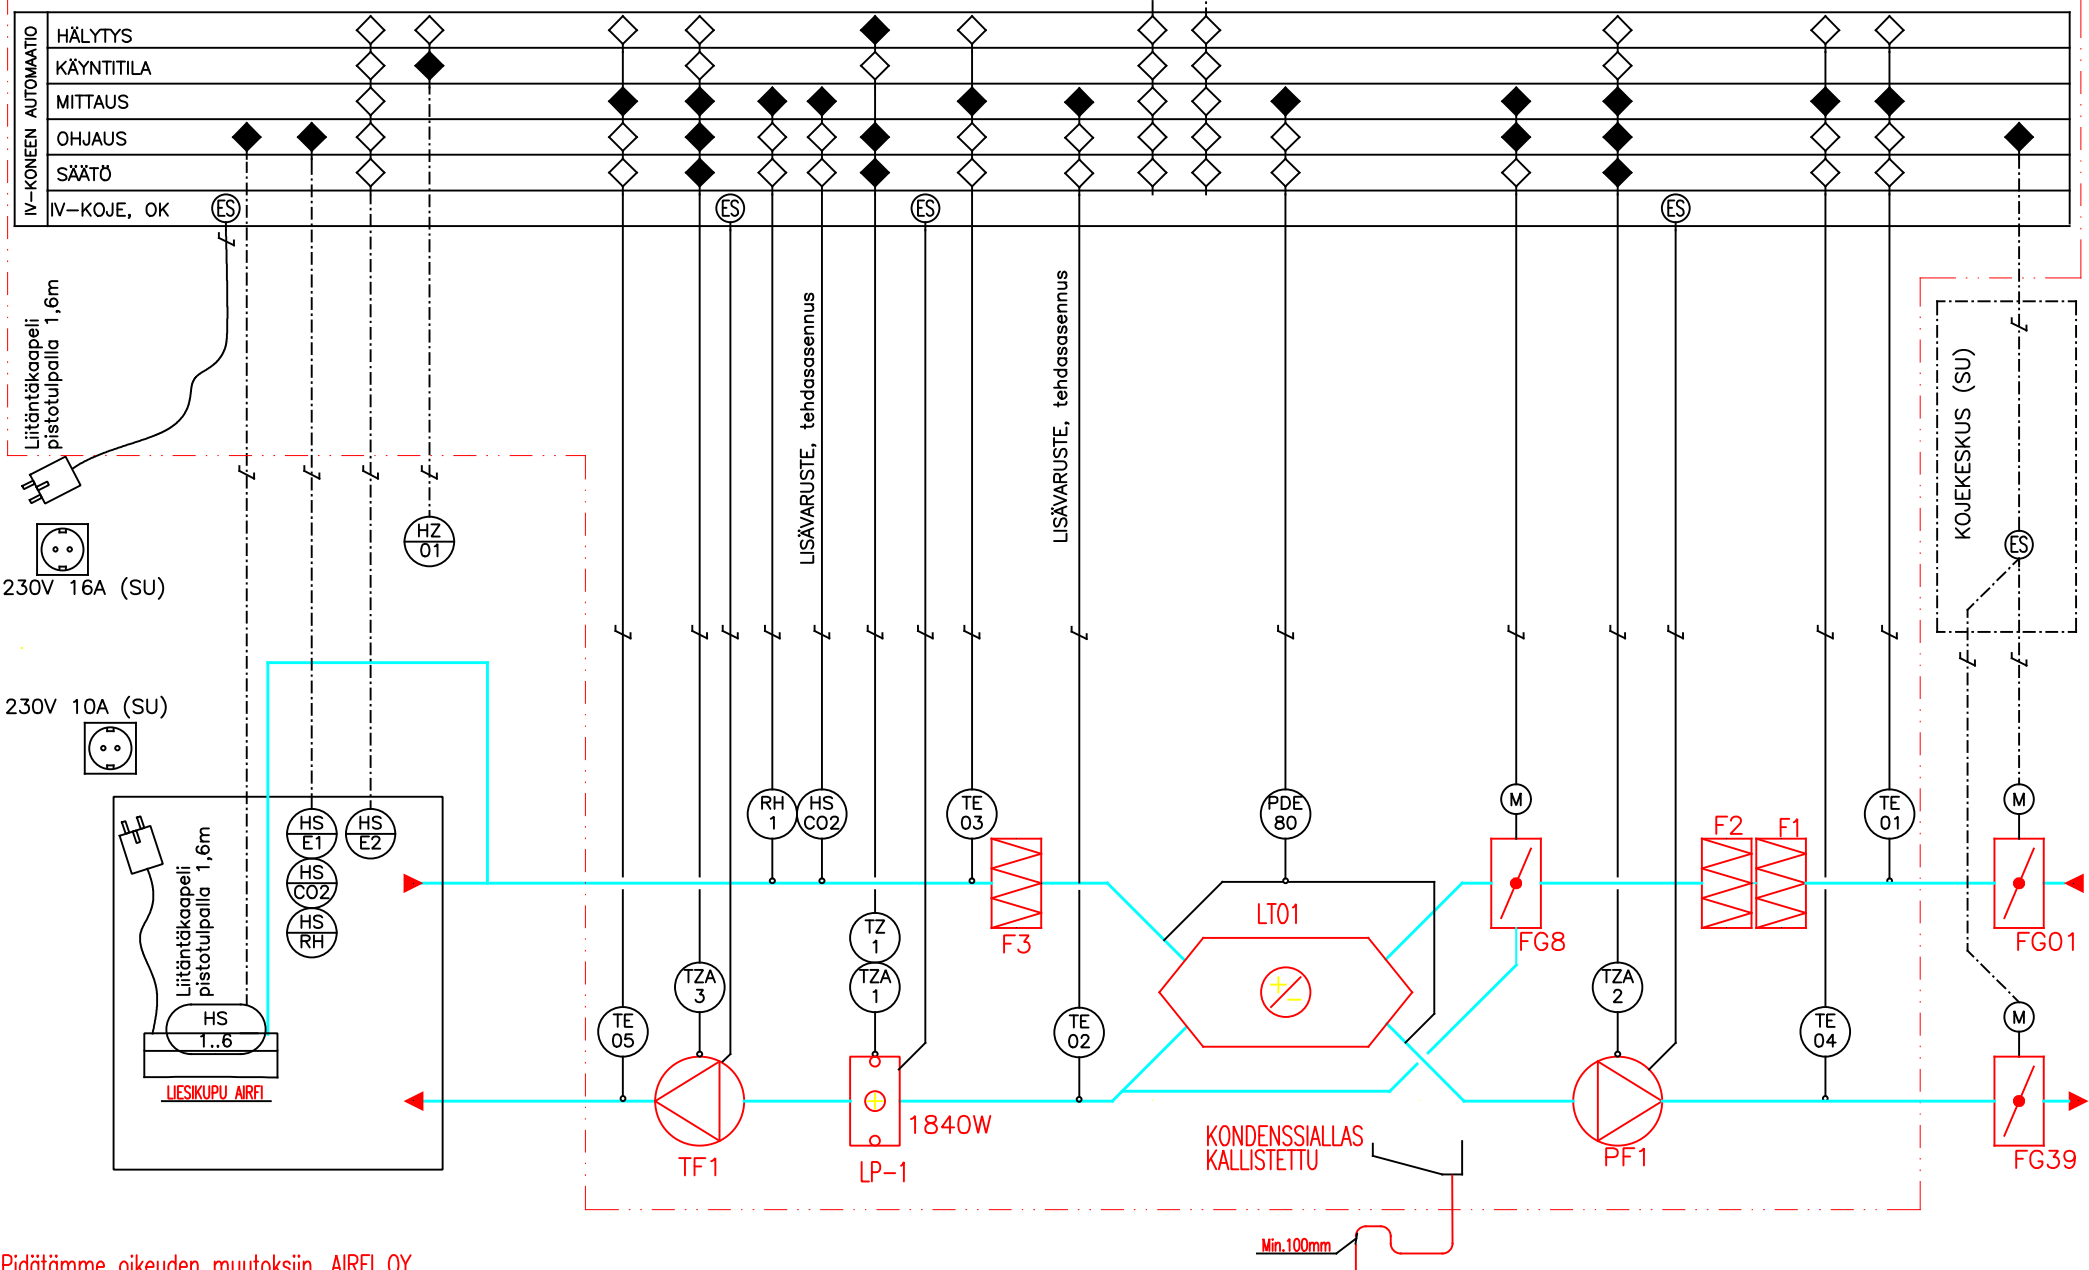 IV-KONEEN AUTOMAATIO
HÄLYTYS
KÄYNTITILA
MITTAUS
OHJAUS
SÄÄTÖ
IV-KOJE, OK
ES
ES
ES
ES
Liitäntäkaapeli
pistotulpalla 1,6m
230V 16A (SU)
230V 10A (SU)
HZ
01
LISÄVARUSTE, tehdasasennus
LISÄVARUSTE, tehdasasennus
KOJEKESKUS (SU)
ES
Liitäntäkaapeli
pistotulpalla 1,6m
HS
E1
HS
E2
HS
CO2
HS
RH
HS
1..6
LIESIKUPU AIRFI
RH
1
HS
CO2
TE
03
PDE
80
M
TE
01
M
F2
F1
F3
LT01
FG8
FG01
TZ
1
TZA
3
TZA
1
TZA
2
TE
05
TE
02
TE
04
M
1840W
TF1
LP-1
KONDENSSIALLAS
KALLISTETTU
PF1
FG39
Min.100mm
Pidätämme oikeuden muutoksiin AIRFI OY